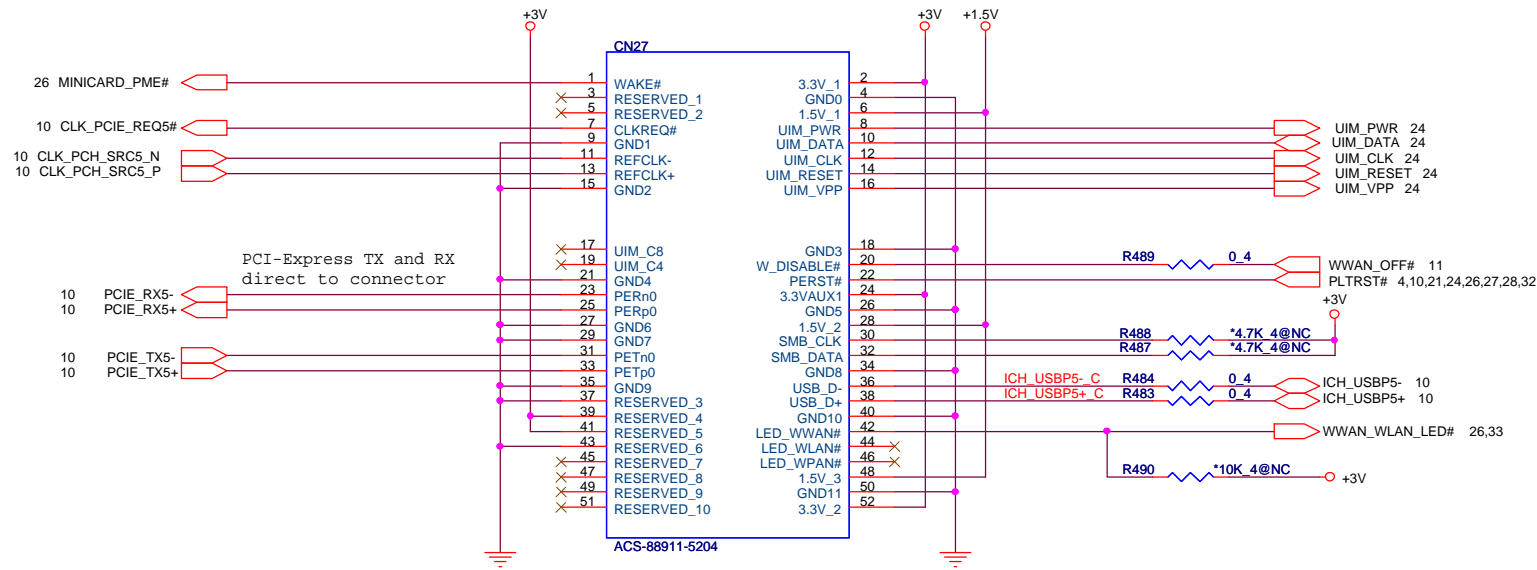 +3V
+3V +1.5V
CN27
26 MINICARD_PME# 1 WAKE# 3.3V_1 2
3 RESERVED_1 GND0 4
5 RESERVED_2 1.5V_1 6
10 CLK_PCIE_REQ5# 7 CLKREQ# UIM_PWR 8 UIM_PWR 24
9 GND1 UIM_DATA 10 UIM_DATA 24
10 CLK_PCH_SRC5_N 11 REFCLK- UIM_CLK 12 UIM_CLK 24
10 CLK_PCH_SRC5_P 13 REFCLK+ UIM_RESET 14 UIM_RESET 24
15 GND2 UIM_VPP 16 UIM_VPP 24
PCI-Express TX and RX
direct to connector
17 UIM_C8 GND3 18
19 UIM_C4 W_DISABLE# 20 R489 0_4 WWAN_OFF# 11
21 GND4 PERST# 22 PLTRST# 4,10,21,24,26,27,28,32
10 PCIE_RX5- 23 PERn0 3.3VAUX1 24
10 PCIE_RX5+ 25 PERp0 GND5 26
+3V
27 GND6 1.5V_2 28
29 GND7 SMB_CLK 30 R488 *4.7K_4@NC
10 PCIE_TX5- 31 PETn0 SMB_DATA 32 R487 *4.7K_4@NC
10 PCIE_TX5+ 33 PETp0 GND8 34
35 GND9 USB_D- 36 ICH_USBP5-_C R484 0_4 ICH_USBP5- 10
37 RESERVED_3 USB_D+ 38 ICH_USBP5+_C R483 0_4 ICH_USBP5+ 10
39 RESERVED_4 GND10 40
41 RESERVED_5 LED_WWAN# 42 WWAN_WLAN_LED# 26,33
43 RESERVED_6 LED_WLAN# 44
45 RESERVED_7 LED_WPAN# 46
47 RESERVED_8 1.5V_3 48 R490 *10K_4@NC +3V
49 RESERVED_9 GND11 50
51 RESERVED_10 3.3V_2 52
ACS-88911-5204